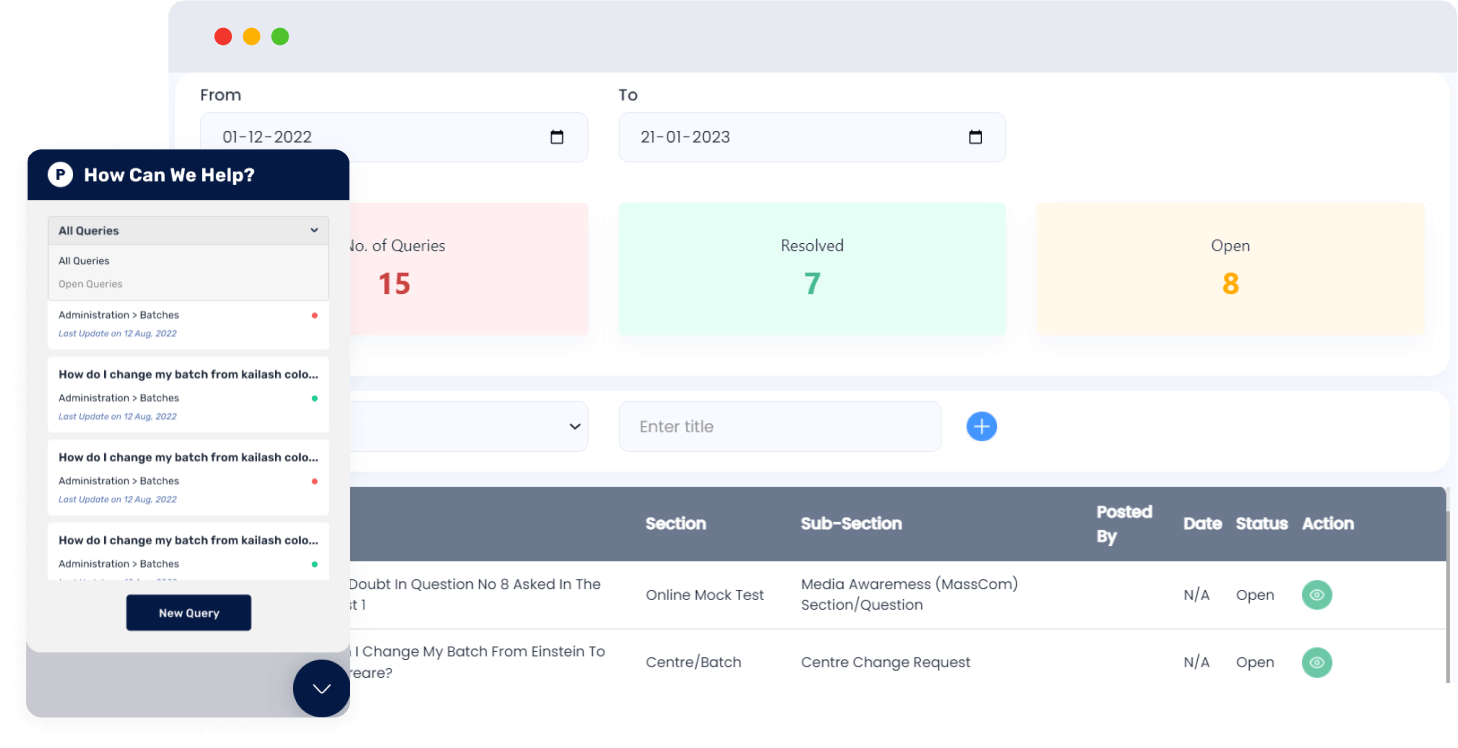 From
To
01-12-2022
21-01-2023
P How Can We Help?
All Queries
All Queries
Open Queries
Administration > Batches
Last Update on 12 Aug, 2022
How do I change my batch from kailash colo...
Administration > Batches
Last Update on 12 Aug, 2022
How do I change my batch from kailash colo...
Administration > Batches
Last Update on 12 Aug, 2022
How do I change my batch from kailash colo...
Administration > Batches
New Query
No. of Queries
15
Resolved
7
Open
8
Enter title
Section
Sub-Section
Posted
By
Date
Status
Action
Doubt In Question No 8 Asked In The
1
Online Mock Test
Media Awaremess (MassCom)
Section/Question
N/A
Open
I Change My Batch From Einstein To
Centre/Batch
Centre Change Request
N/A
Open